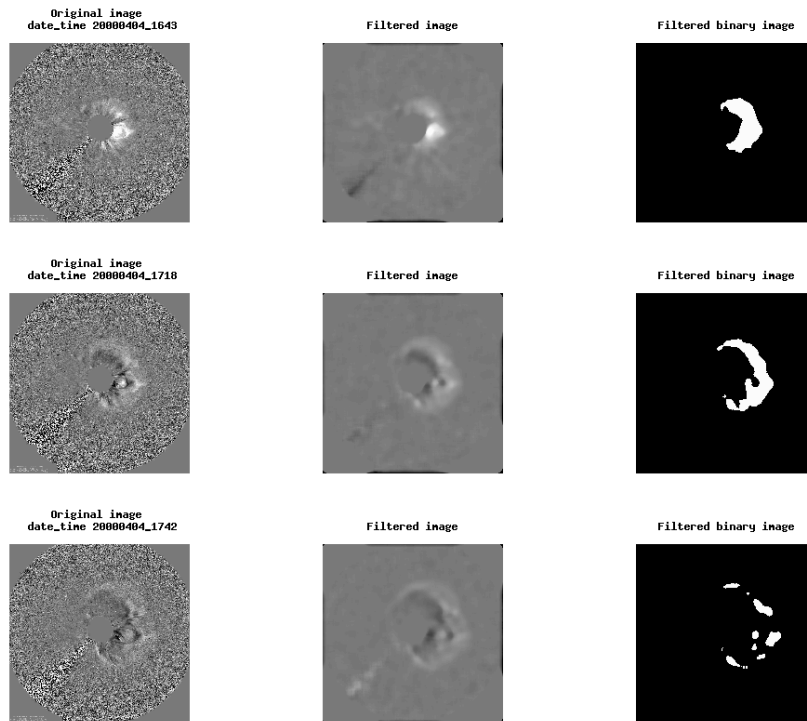 Original image
date_time 20000404_1643
Filtered image
Filtered binary image
Original image
date_time 20000404_1718
Filtered image
Filtered binary image
Original image
date_time 20000404_1742
Filtered image
Filtered binary image